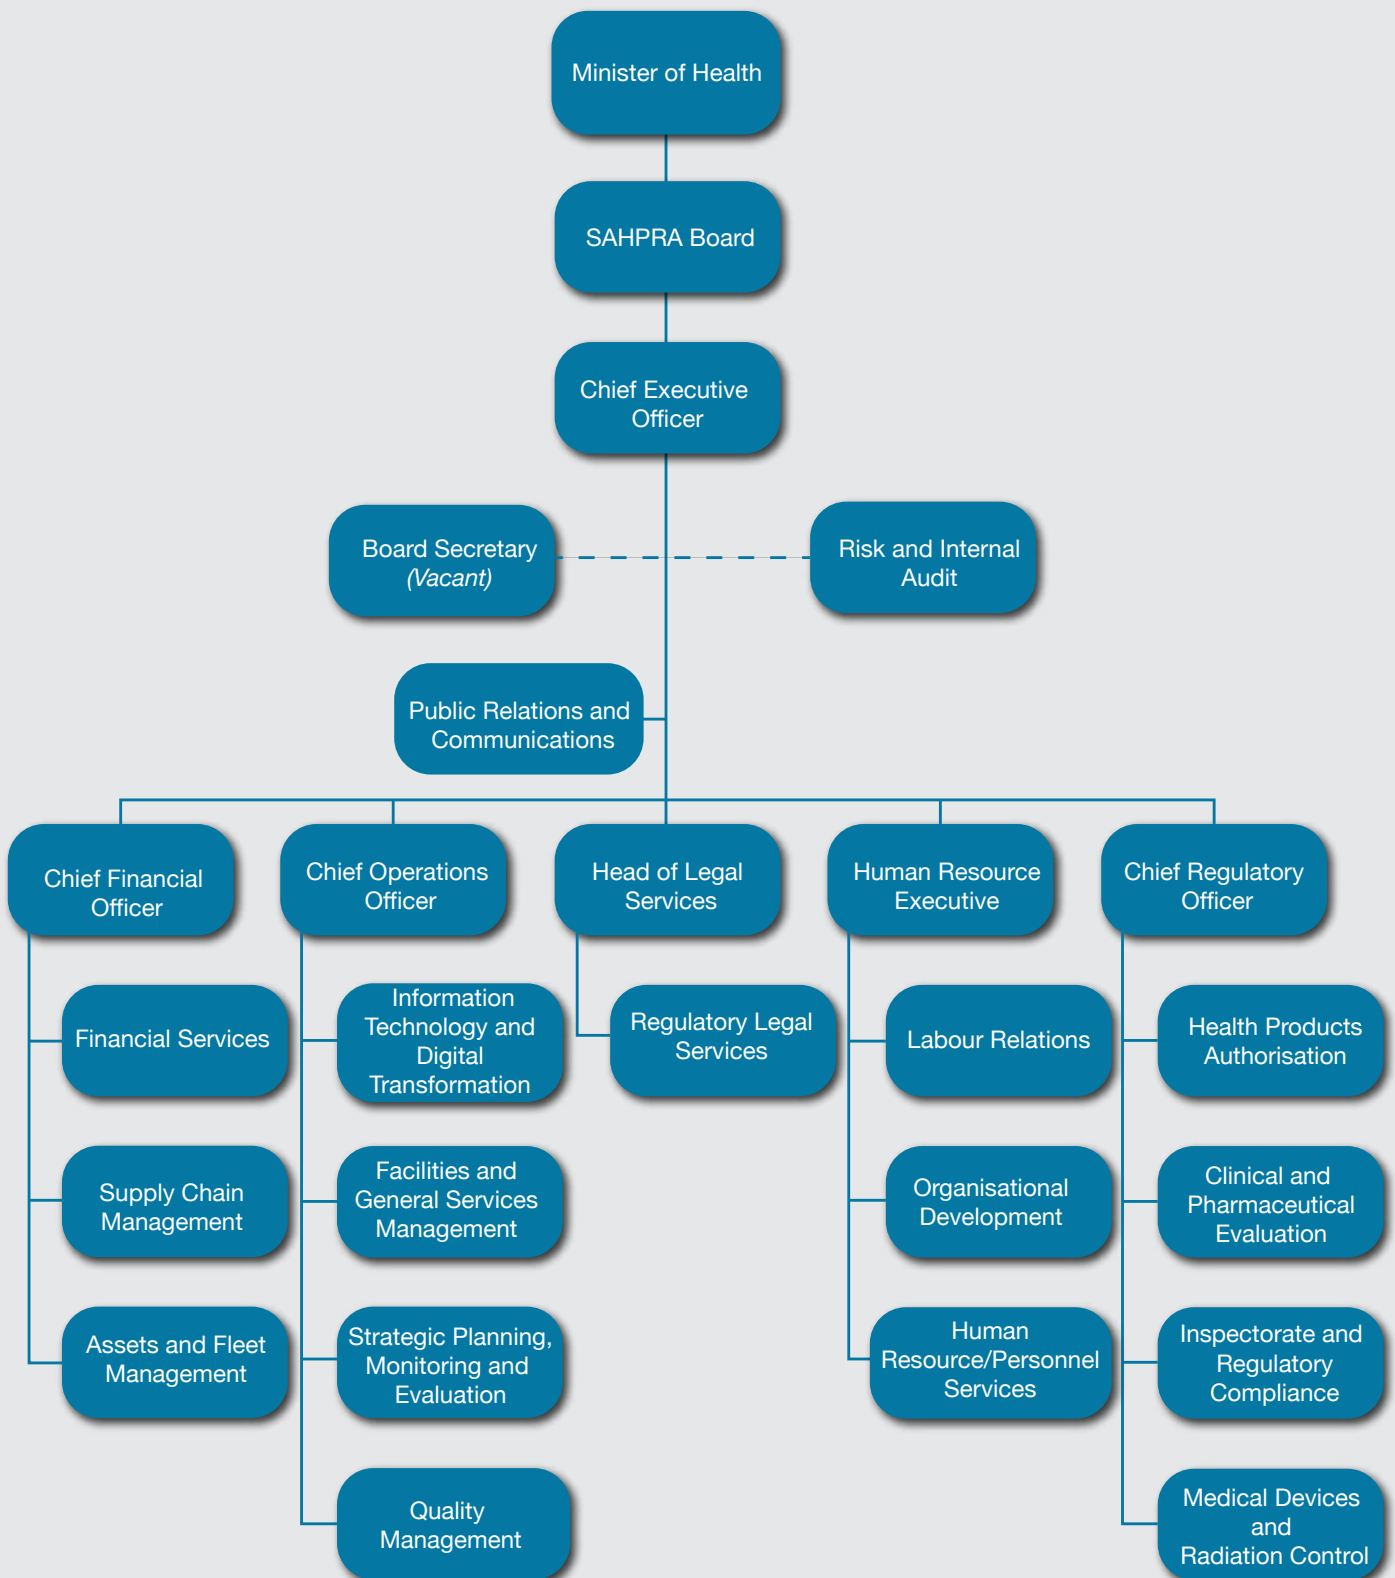 Minister of Health
SAHPRA Board
Chief Executive
Officer
Board Secretary
(Vacant)
Risk and Internal
Audit
Public Relations and
Communications
Chief Financial
Officer
Chief Operations
Officer
Head of Legal
Services
Human Resource
Executive
Chief Regulatory
Officer
Financial Services
Information
Technology and
Digital
Transformation
Regulatory Legal
Services
Labour Relations
Health Products
Authorisation
Supply Chain
Management
Facilities and
General Services
Management
Organisational
Development
Clinical and
Pharmaceutical
Evaluation
Assets and Fleet
Management
Strategic Planning,
Monitoring and
Evaluation
Human
Resource/Personnel
Services
Inspectorate and
Regulatory
Compliance
Quality
Management
Medical Devices
and
Radiation Control